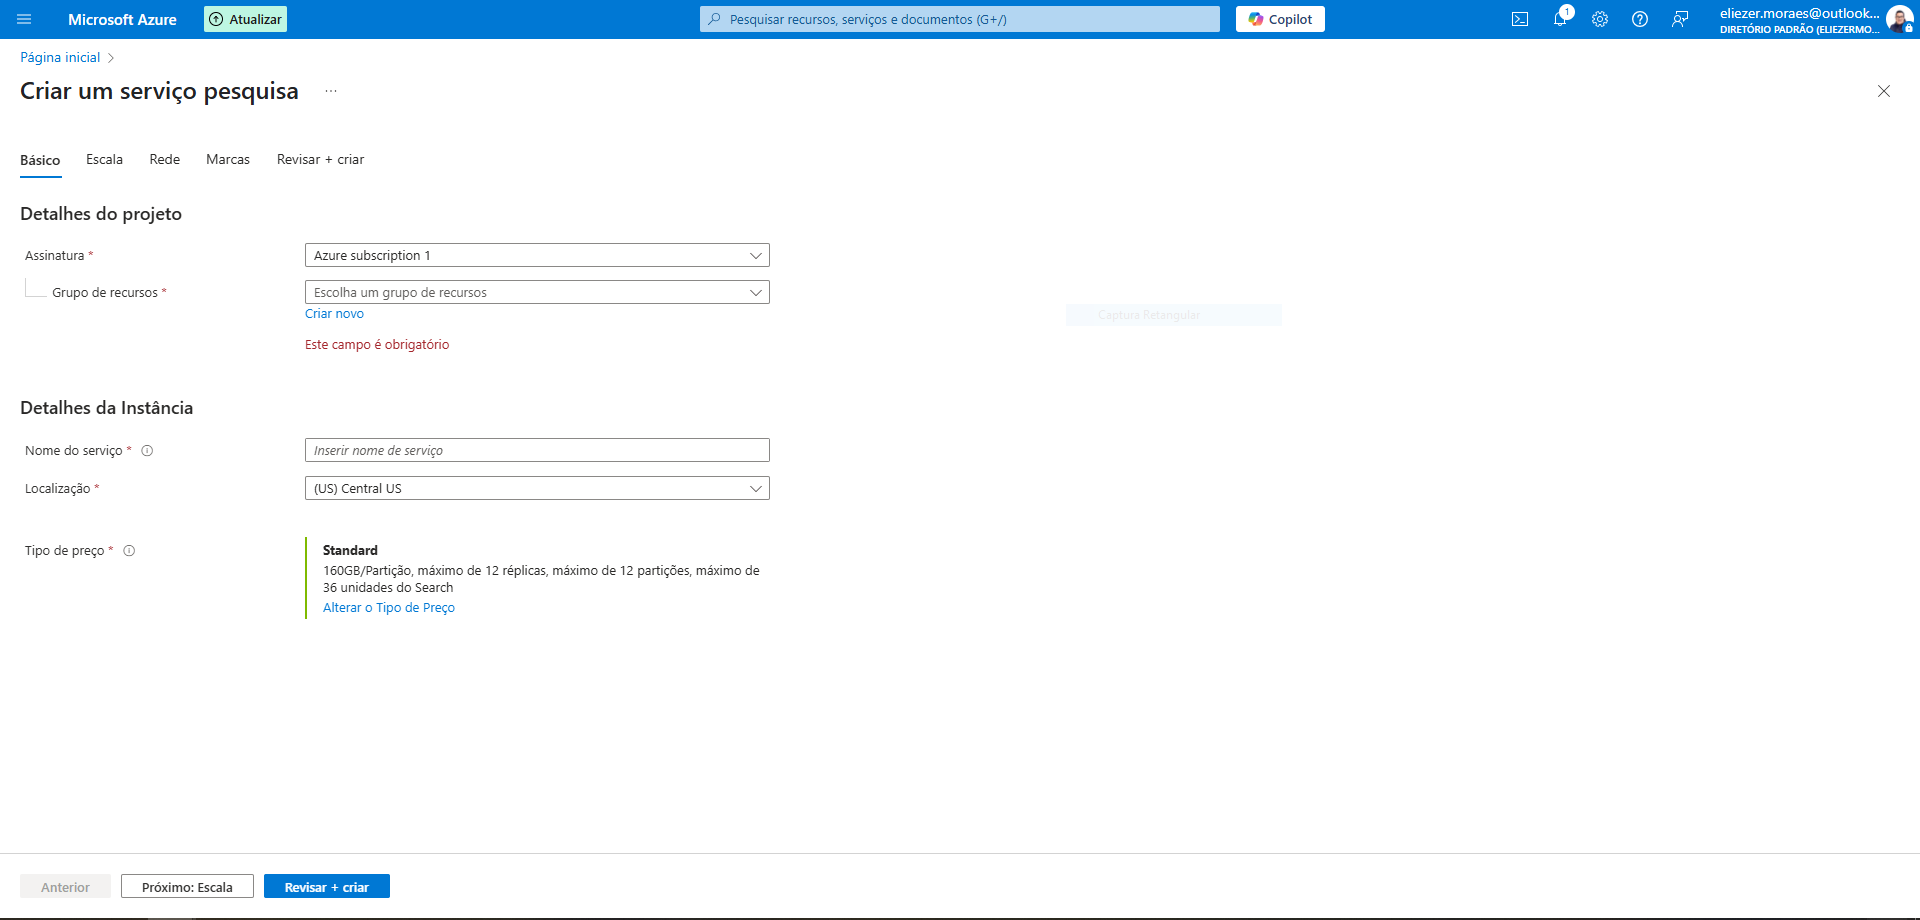 Microsoft Azure
Atualizar
Pesquisar recursos, serviços e documentos (G+/)
Copilot
1
eliezer.moraes@outlook...
DIRETÓRIO PADRÃO (ELIEZERMO...
Página inicial
Criar um serviço pesquisa ...
Básico Escala Rede Marcas Revisar + criar
Detalhes do projeto
Assinatura * Azure subscription 1
Grupo de recursos * Escolha um grupo de recursos
Criar novo
Captura Retangular
Este campo é obrigatório
Detalhes da Instância
Nome do serviço * Inserir nome de serviço
Localização * (US) Central US
Tipo de preço * Standard
160GB/Partição, máximo de 12 réplicas, máximo de 12 partições, máximo de
36 unidades do Search
Alterar o Tipo de Preço
Anterior Próximo: Escala Revisar + criar